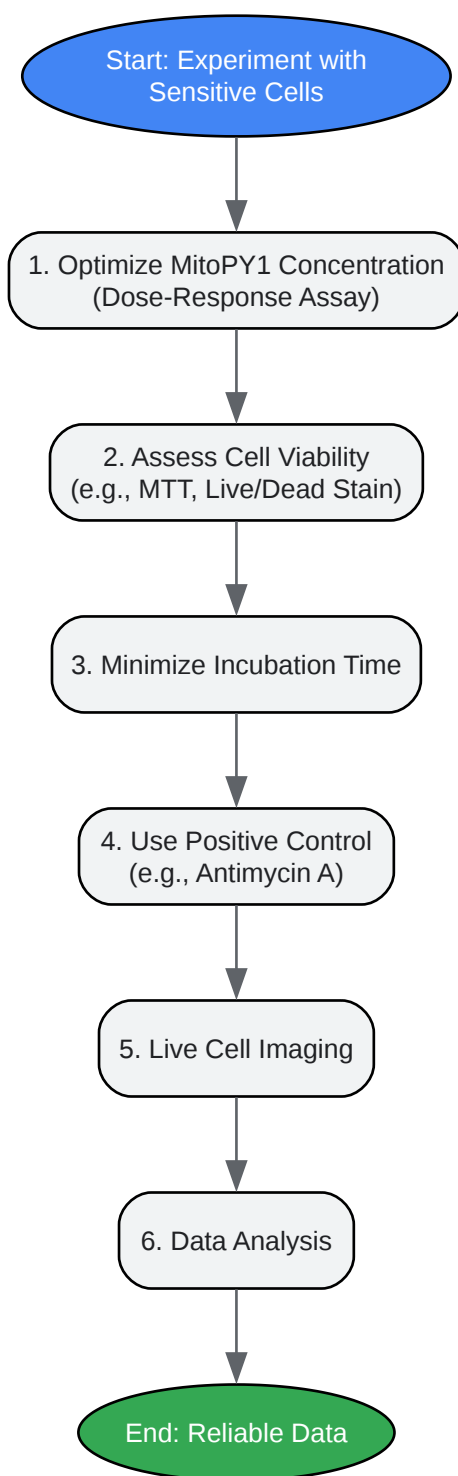 Start: Experiment with
Sensitive Cells
1. Optimize MitoPY1 Concentration
(Dose-Response Assay)
2. Assess Cell Viability
(e.g., MTT, Live/Dead Stain)
3. Minimize Incubation Time
4. Use Positive Control
(e.g., Antimycin A)
5. Live Cell Imaging
6. Data Analysis
End: Reliable Data